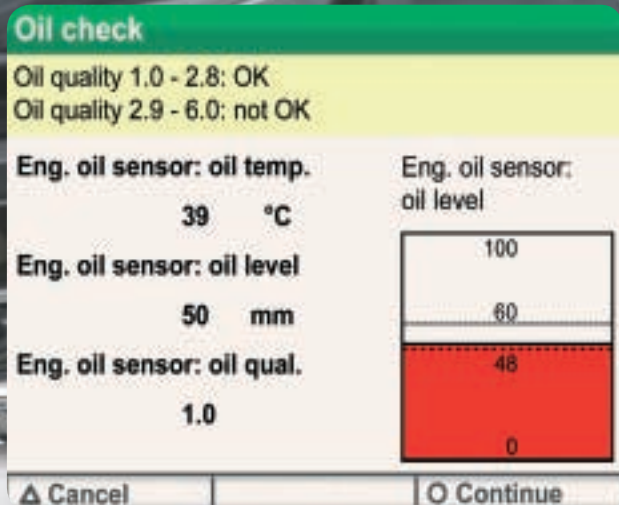 Oil check
Oil quality 1.0 - 2.8: OK
Oil quality 2.9 - 6.0: not OK
Eng. oil sensor: oil temp.
39 °C
Eng. oil sensor: oil level
50 mm
Eng. oil sensor: oil qual.
1.0
Eng. oil sensor:
oil level
100
60
48
0
Δ Cancel
O Continue